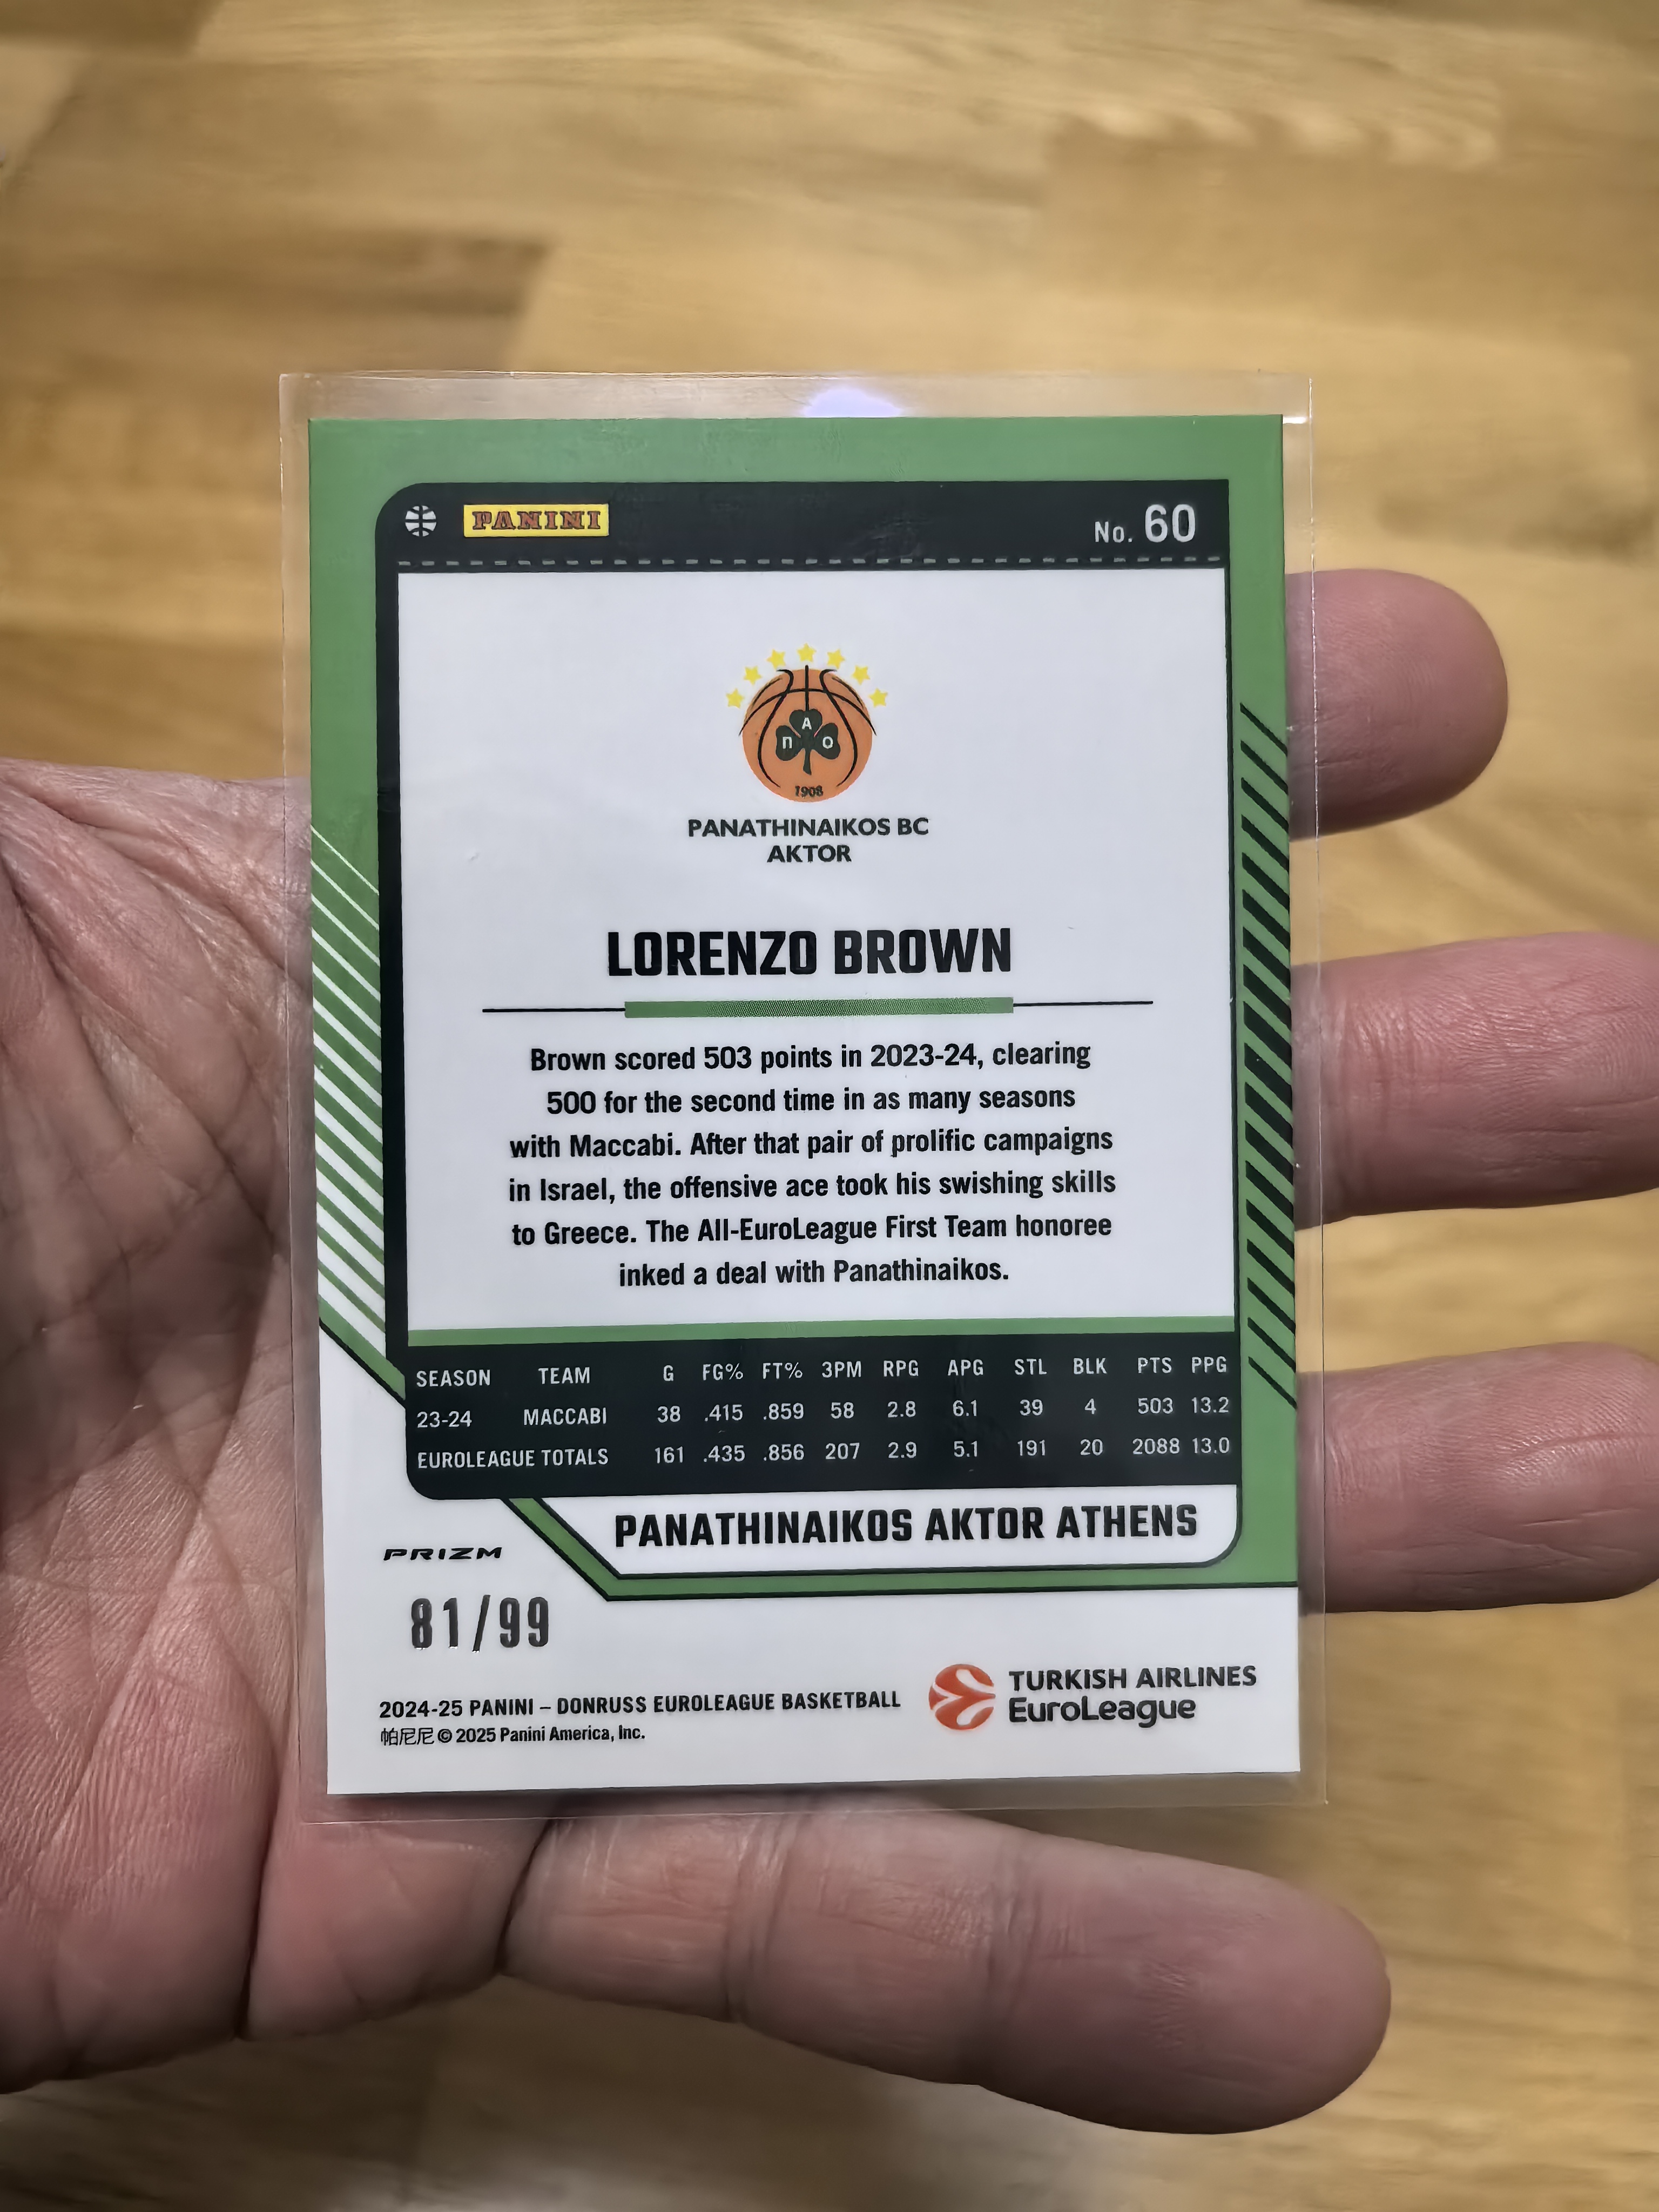 PANINI
No. 60
Α
Π Ο
1908
PANATHINAIKOS BC
AKTOR
LORENZO BROWN
Brown scored 503 points in 2023-24, clearing
500 for the second time in as many seasons
with Maccabi. After that pair of prolific campaigns
in Israel, the offensive ace took his swishing skills
to Greece. The All-EuroLeague First Team honoree
inked a deal with Panathinaikos.
SEASON TEAM G FG% FT% 3PM RPG APG STL BLK PTS PPG
23-24 MACCABI 38 .415 .859 58 2.8 6.1 39 4 503 13.2
EUROLEAGUE TOTALS 161 .435 .856 207 2.9 5.1 191 20 2088 13.0
PANATHINAIKOS AKTOR ATHENS
PRIZM
81/99
2024-25 PANINI – DONRUSS EUROLEAGUE BASKETBALL
帕尼尼 © 2025 Panini America, Inc.
TURKISH AIRLINES
EuroLeague